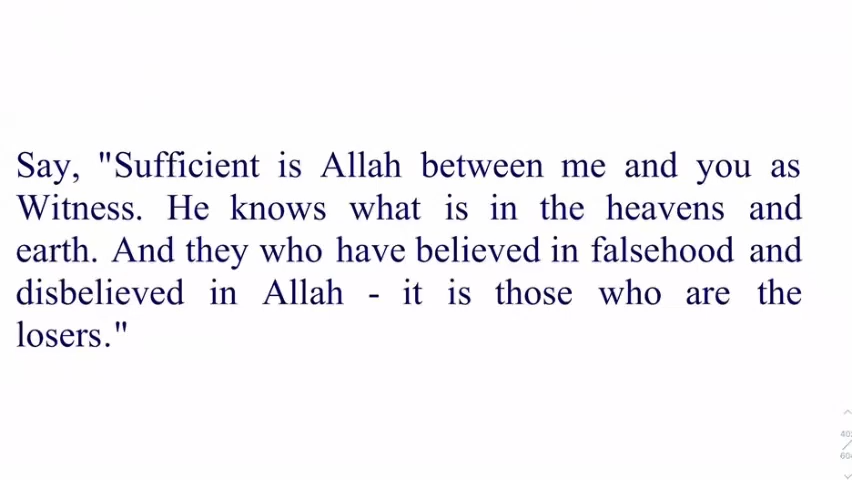 Say, "Sufficient is Allah between me and you as
Witness. He knows what is in the heavens and
earth. And they who have believed in falsehood and
disbelieved in Allah - it is those who are the
losers."